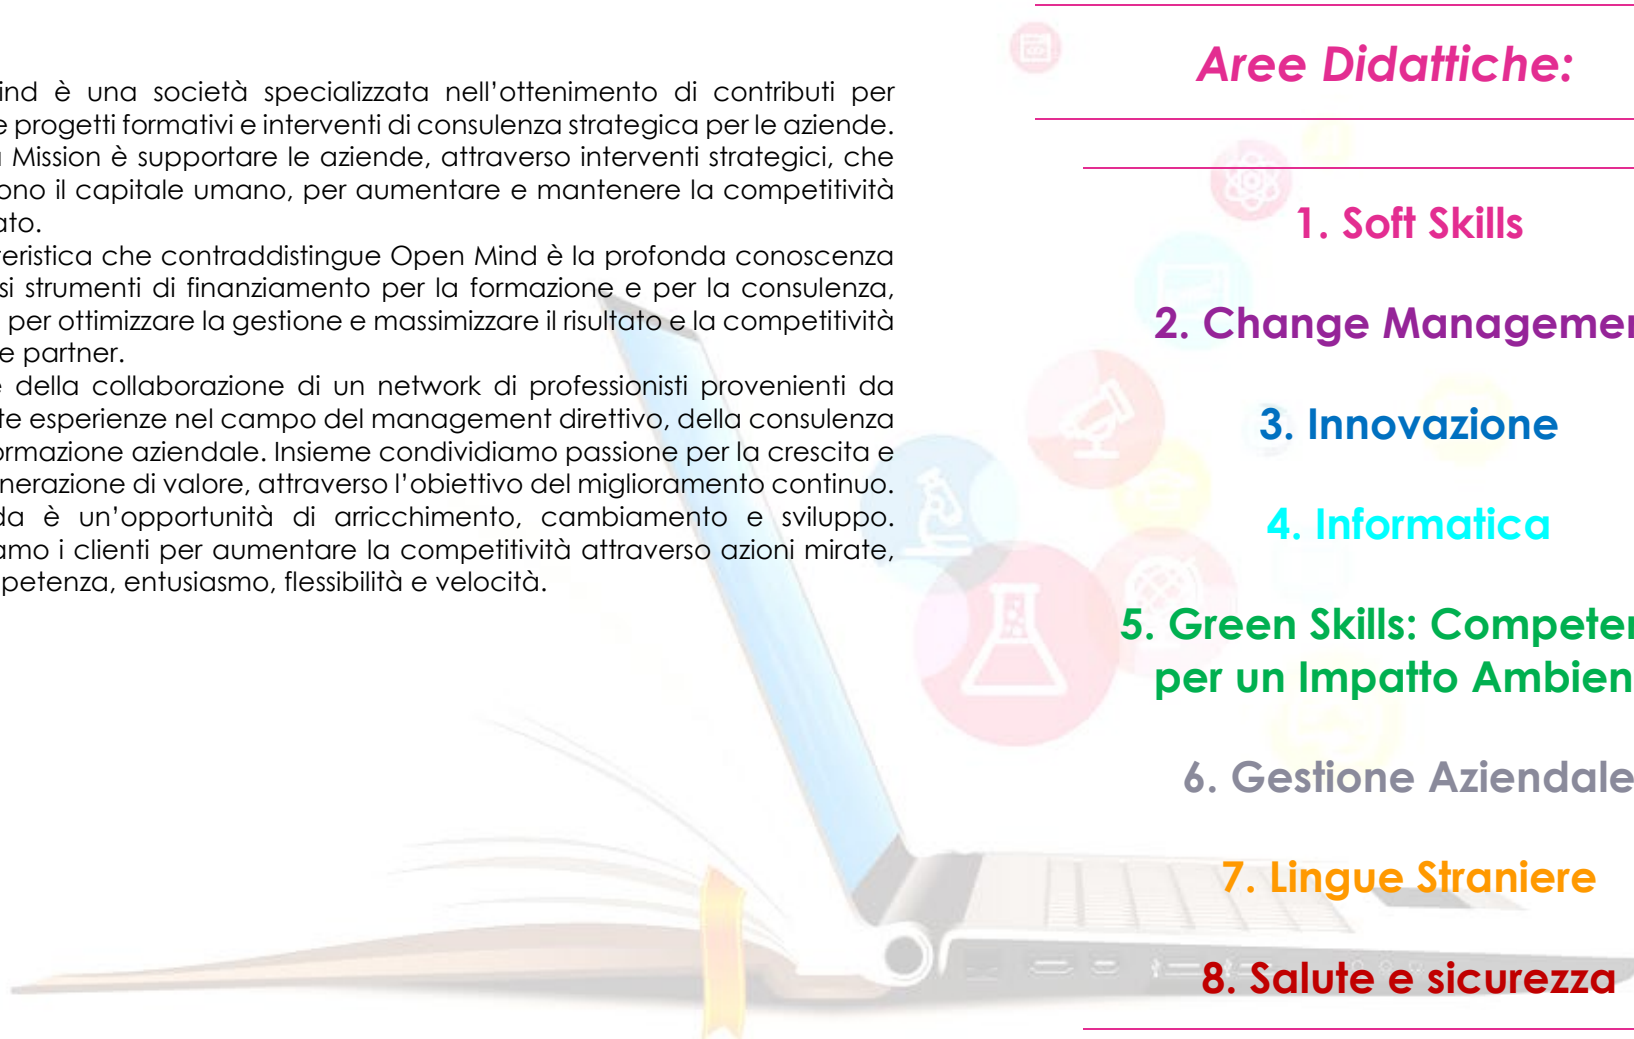 ind è una società specializzata nell’ottenimento di contributi per
e progetti formativi e interventi di consulenza strategica per le aziende.
a Mission è supportare le aziende, attraverso interventi strategici, che
ono il capitale umano, per aumentare e mantenere la competitività
ato.
teristica che contraddistingue Open Mind è la profonda conoscenza
si strumenti di finanziamento per la formazione e per la consulenza,
per ottimizzare la gestione e massimizzare il risultato e la competitività
e partner.
e della collaborazione di un network di professionisti provenienti da
te esperienze nel campo del management direttivo, della consulenza
ormazione aziendale. Insieme condividiamo passione per la crescita e
nerazione di valore, attraverso l’obiettivo del miglioramento continuo.
da è un’opportunità di arricchimento, cambiamento e sviluppo.
amo i clienti per aumentare la competitività attraverso azioni mirate,
petenza, entusiasmo, flessibilità e velocità.
Aree Didattiche:
1. Soft Skills
2. Change Managemen
3. Innovazione
4. Informatica
5. Green Skills: Competen
per un Impatto Ambien
6. Gestione Aziendale
7. Lingue Straniere
8. Salute e sicurezza